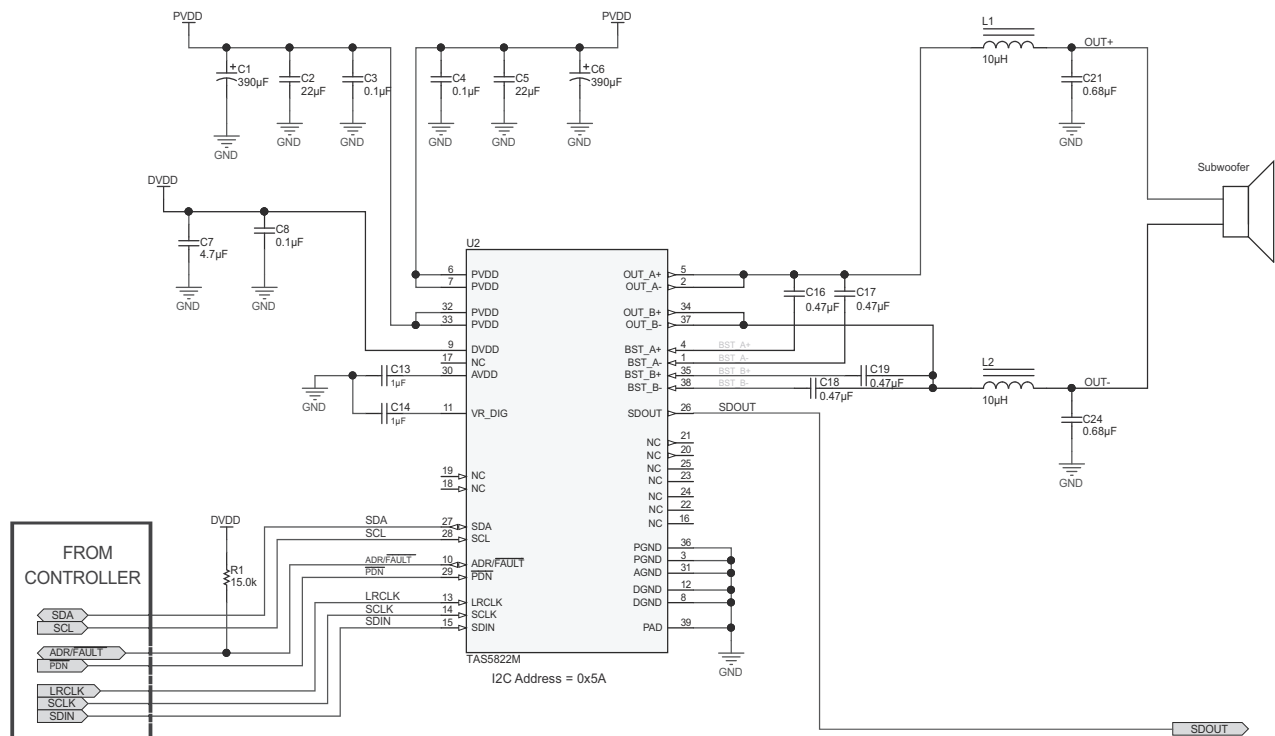 PVDD
PVDD
L1
10µH
OUT+
C1
390µF
C2
22µF
C3
0.1µF
C4
0.1µF
C5
22µF
C6
390µF
C21
0.68µF
GND
GND
GND
GND
GND
GND
GND
Subwoofer
DVDD
C7
4.7µF
C8
0.1µF
GND
GND
U2
6 PVDD
7 PVDD
32 PVDD
33 PVDD
9 DVDD
17 NC
30 AVDD
11 VR_DIG
19 NC
18 NC
27 SDA
28 SCL
10 ADR/FAULT
29 PDN
13 LRCLK
14 SCLK
15 SDIN
OUT_A+ 5
OUT_A- 2
OUT_B+ 34
OUT_B- 37
BST_A+ 4
BST_A- 1
BST_B+ 35
BST_B- 38
SDOUT 26
NC 21
NC 20
NC 25
NC 23
NC 24
NC 22
NC 16
PGND 36
PGND 3
AGND 31
DGND 12
DGND 8
PAD 39
TAS5822M
I2C Address = 0x5A
C13
1µF
C14
1µF
GND
C16
0.47µF
C17
0.47µF
BST_A+
BST_A-
BST_B+
BST_B-
C19
0.47µF
C18
0.47µF
L2
10µH
OUT-
C24
0.68µF
GND
SDOUT
GND
DVDD
R1
15.0k
SDA
SCL
ADR/FAULT
PDN
LRCLK
SCLK
SDIN
FROM
CONTROLLER
SDA
SCL
ADR/FAULT
PDN
LRCLK
SCLK
SDIN
SDOUT